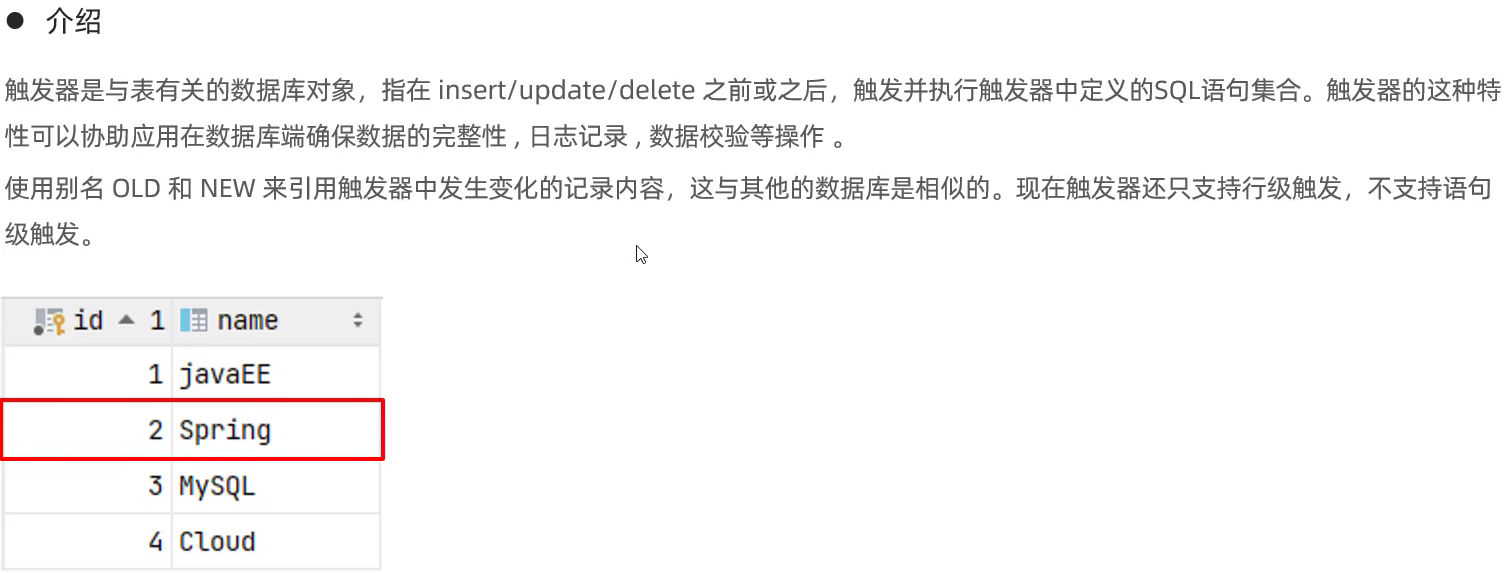 ● 介绍
触发器是与表有关的数据库对象，指在 insert/update/delete 之前或之后，触发并执行触发器中定义的SQL语句集合。触发器的这种特
性可以协助应用在数据库端确保数据的完整性 , 日志记录 , 数据校验等操作 。
使用别名 OLD 和 NEW 来引用触发器中发生变化的记录内容，这与其他的数据库是相似的。现在触发器还只支持行级触发，不支持语句
级触发。
id 1 name
1 javaEE
2 Spring
3 MySQL
4 Cloud